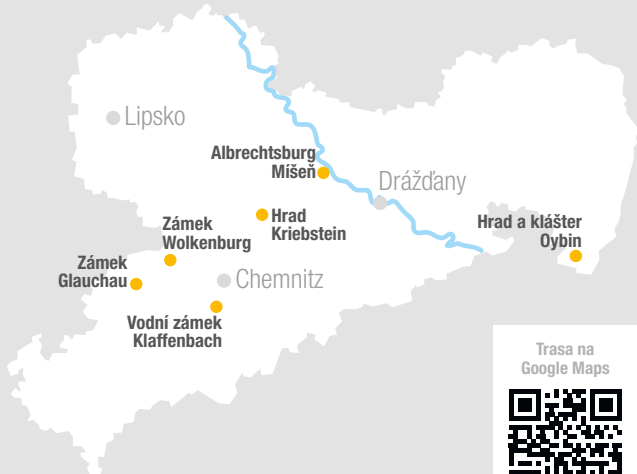 Lipsko
Albrechtsburg
Míšeň
Drážďany
Hrad
Kriebstein
Hrad a klášter
Oybin
Zámek
Wolkenburg
Zámek
Glauchau
Chemnitz
Vodní zámek
Klaffenbach
Trasa na
Google Maps